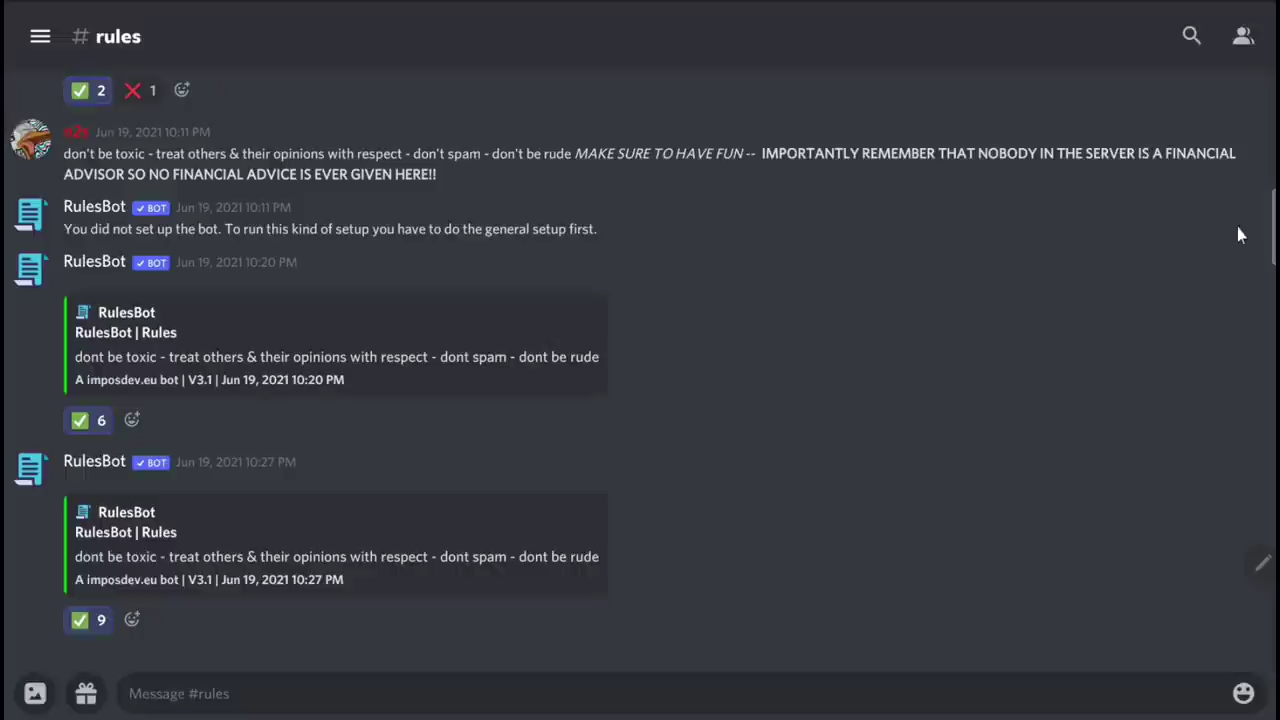 # rules
2 1
n2s Jun 19, 2021 10:11 PM
don't be toxic - treat others & their opinions with respect - don't spam - don't be rude MAKE SURE TO HAVE FUN -- IMPORTANTLY REMEMBER THAT NOBODY IN THE SERVER IS A FINANCIAL
ADVISOR SO NO FINANCIAL ADVICE IS EVER GIVEN HERE!!
RulesBot ✓ BOT Jun 19, 2021 10:11 PM
You did not set up the bot. To run this kind of setup you have to do the general setup first.
RulesBot ✓ BOT Jun 19, 2021 10:20 PM
RulesBot
RulesBot | Rules
dont be toxic - treat others & their opinions with respect - dont spam - dont be rude
A imposdev.eu bot | V3.1 | Jun 19, 2021 10:20 PM
6
RulesBot ✓ BOT Jun 19, 2021 10:27 PM
RulesBot
RulesBot | Rules
dont be toxic - treat others & their opinions with respect - dont spam - dont be rude
A imposdev.eu bot | V3.1 | Jun 19, 2021 10:27 PM
9
Message #rules